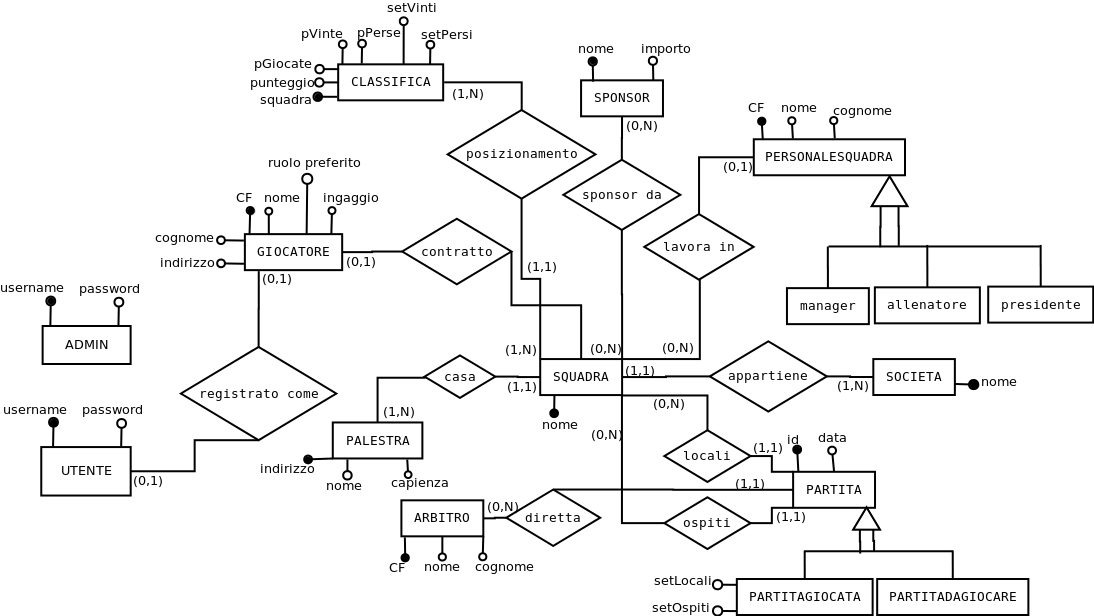 setVinti
pVinte pPerse setPersi
nome importo
pGiocate
punteggio CLASSIFICA
squadra (1,N)
SPONSOR
CF nome cognome
(0,N)
posizionamento
PERSONALESQUADRA
ruolo preferito
(0,1)
CF nome ingaggio
sponsor da
cognome
GIOCATORE contratto lavora in
indirizzo (0,1)
(0,1) (1,1)
username password
manager allenatore presidente
ADMIN
(1,N) (0,N) (0,N)
casa SQUADRA (1,1) appartiene SOCIETA nome
(1,1) (1,N)
registrato come
username password (1,N) (0,N)
nome
PALESTRA (0,N) id data
locali (1,1)
UTENTE indirizzo
(0,1) nome capienza (1,1) PARTITA
ARBITRO (0,N) diretta ospiti (1,1)
CF nome cognome
setLocali
PARTITAGIOCATA PARTITADAGIOCARE
setOspiti